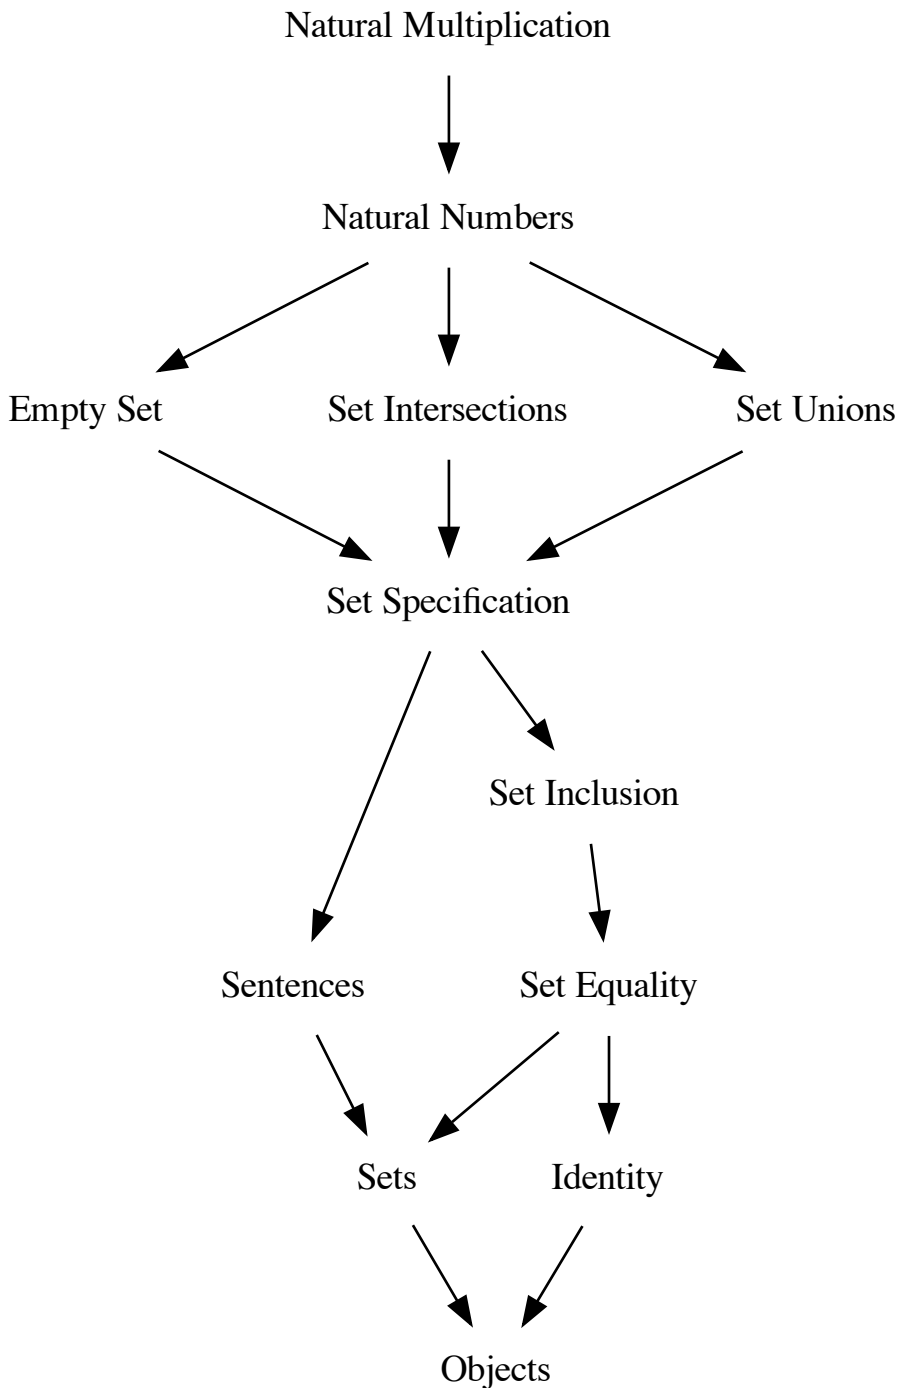 Natural Multiplication
Natural Numbers
Empty Set
Set Intersections
Set Unions
Set Specification
Set Inclusion
Sentences
Set Equality
Sets
Identity
Objects